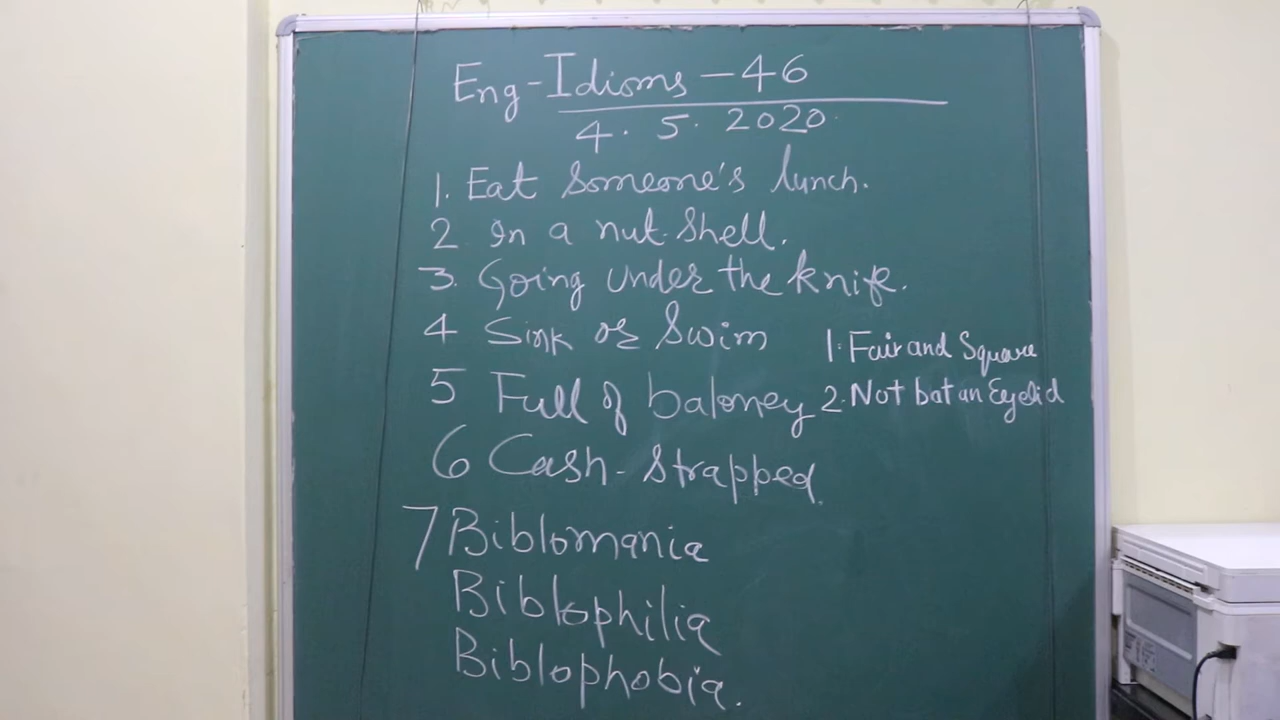 Eng-Idioms - 46
4. 5. 2020.
1. Eat Someone's lunch.
2 In a nut-shell.
3. Going under the knife.
4 Sink or Swim
5 Full of baloney
6 Cash-strapped.
7 Biblomania
Biblophilia
Biblophobia.
1. Fair and Square
2. Not bat an Eyelid